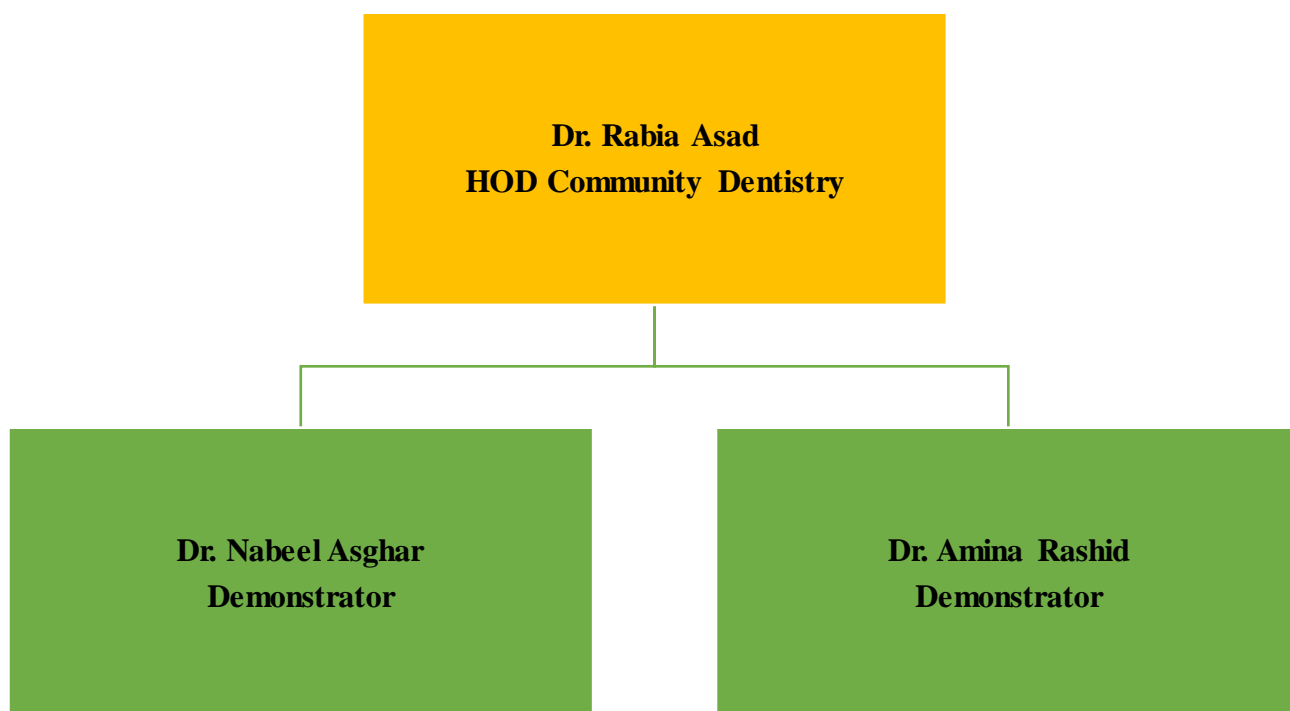 Dr. Rabia Asad
HOD Community Dentistry
Dr. Nabeel Asghar
Demonstrator
Dr. Amina Rashid
Demonstrator